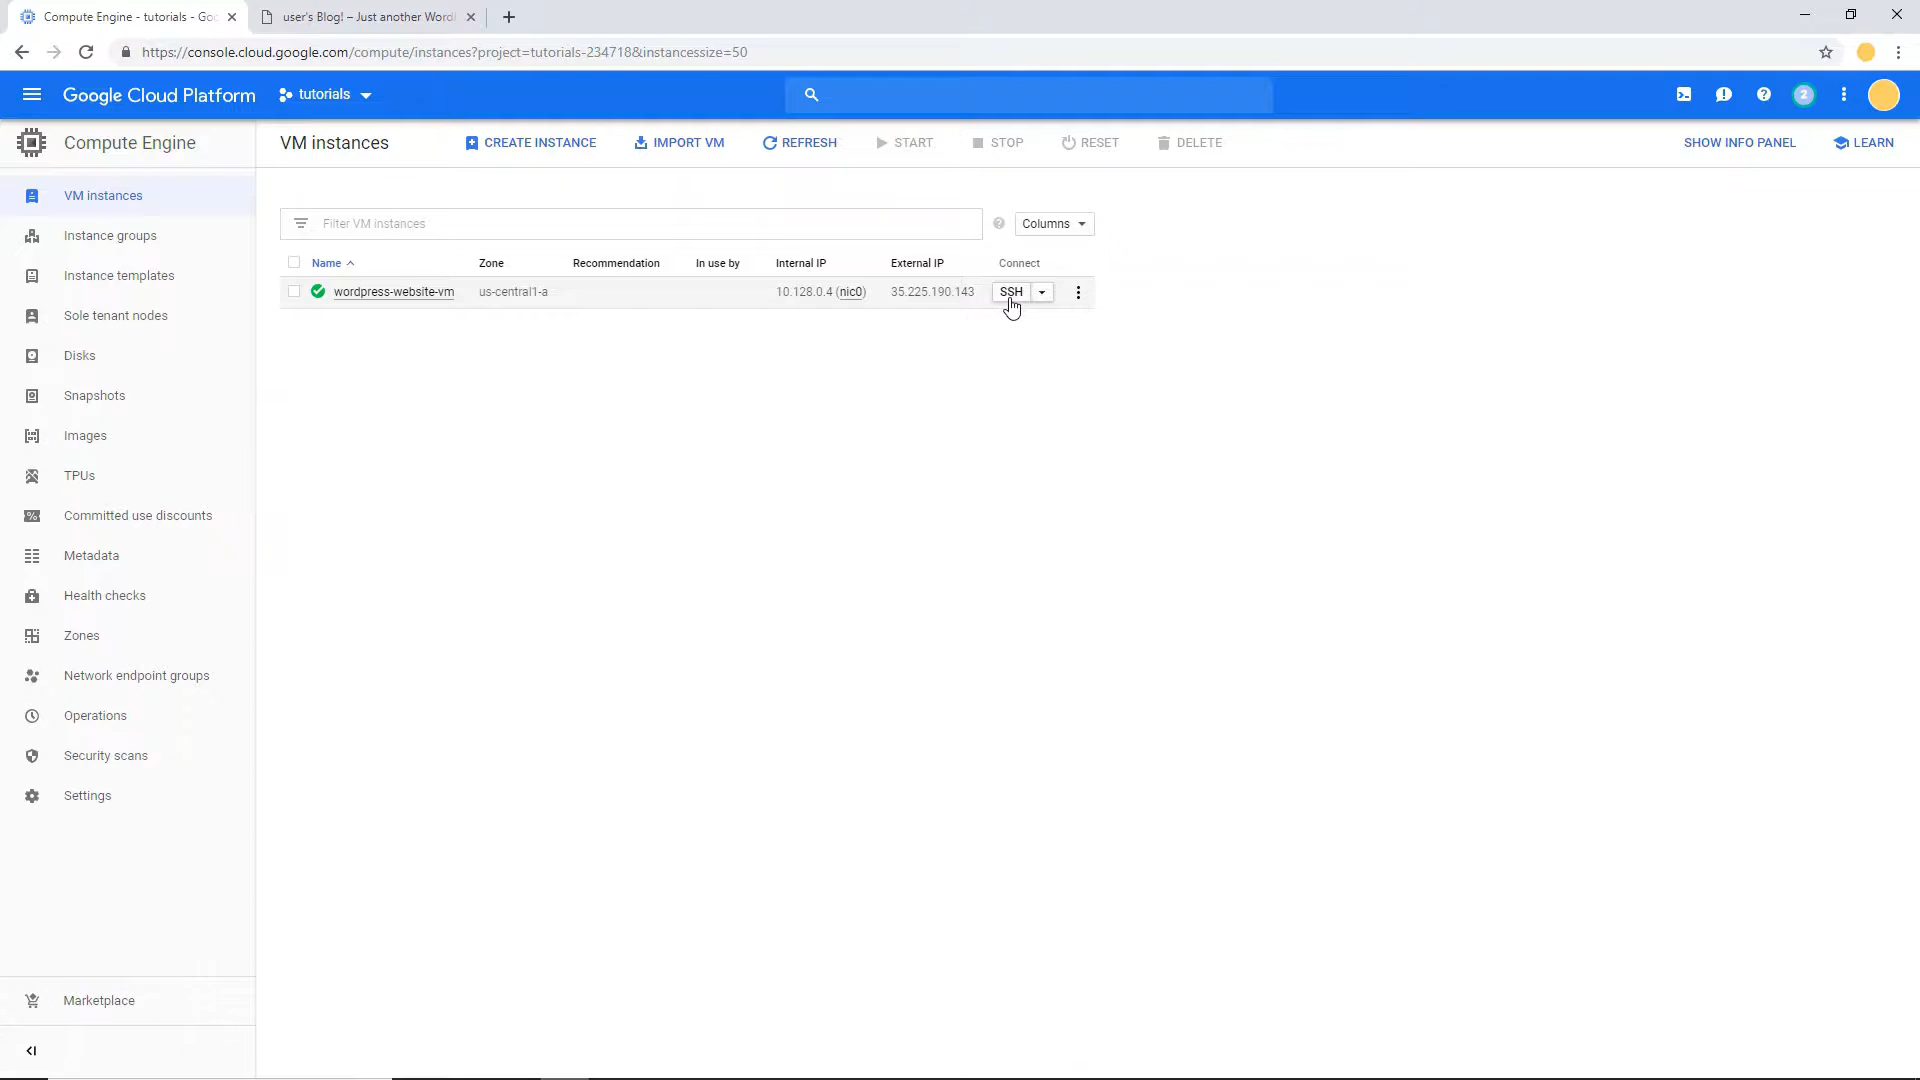 Compute Engine - tutorials - Goo
user's Blog! – Just another Word
https://console.cloud.google.com/compute/instances?project=tutorials-234718&instancessize=50
Google Cloud Platform
tutorials
2
Compute Engine
VM instances
CREATE INSTANCE
IMPORT VM
REFRESH
START
STOP
RESET
DELETE
SHOW INFO PANEL
LEARN
VM instances
Instance groups
Instance templates
Sole tenant nodes
Disks
Snapshots
Images
TPUs
Committed use discounts
Metadata
Health checks
Zones
Network endpoint groups
Operations
Security scans
Settings
Marketplace
Filter VM instances
Columns
Name Zone Recommendation In use by Internal IP External IP Connect
wordpress-website-vm us-central1-a 10.128.0.4 (nic0) 35.225.190.143 SSH